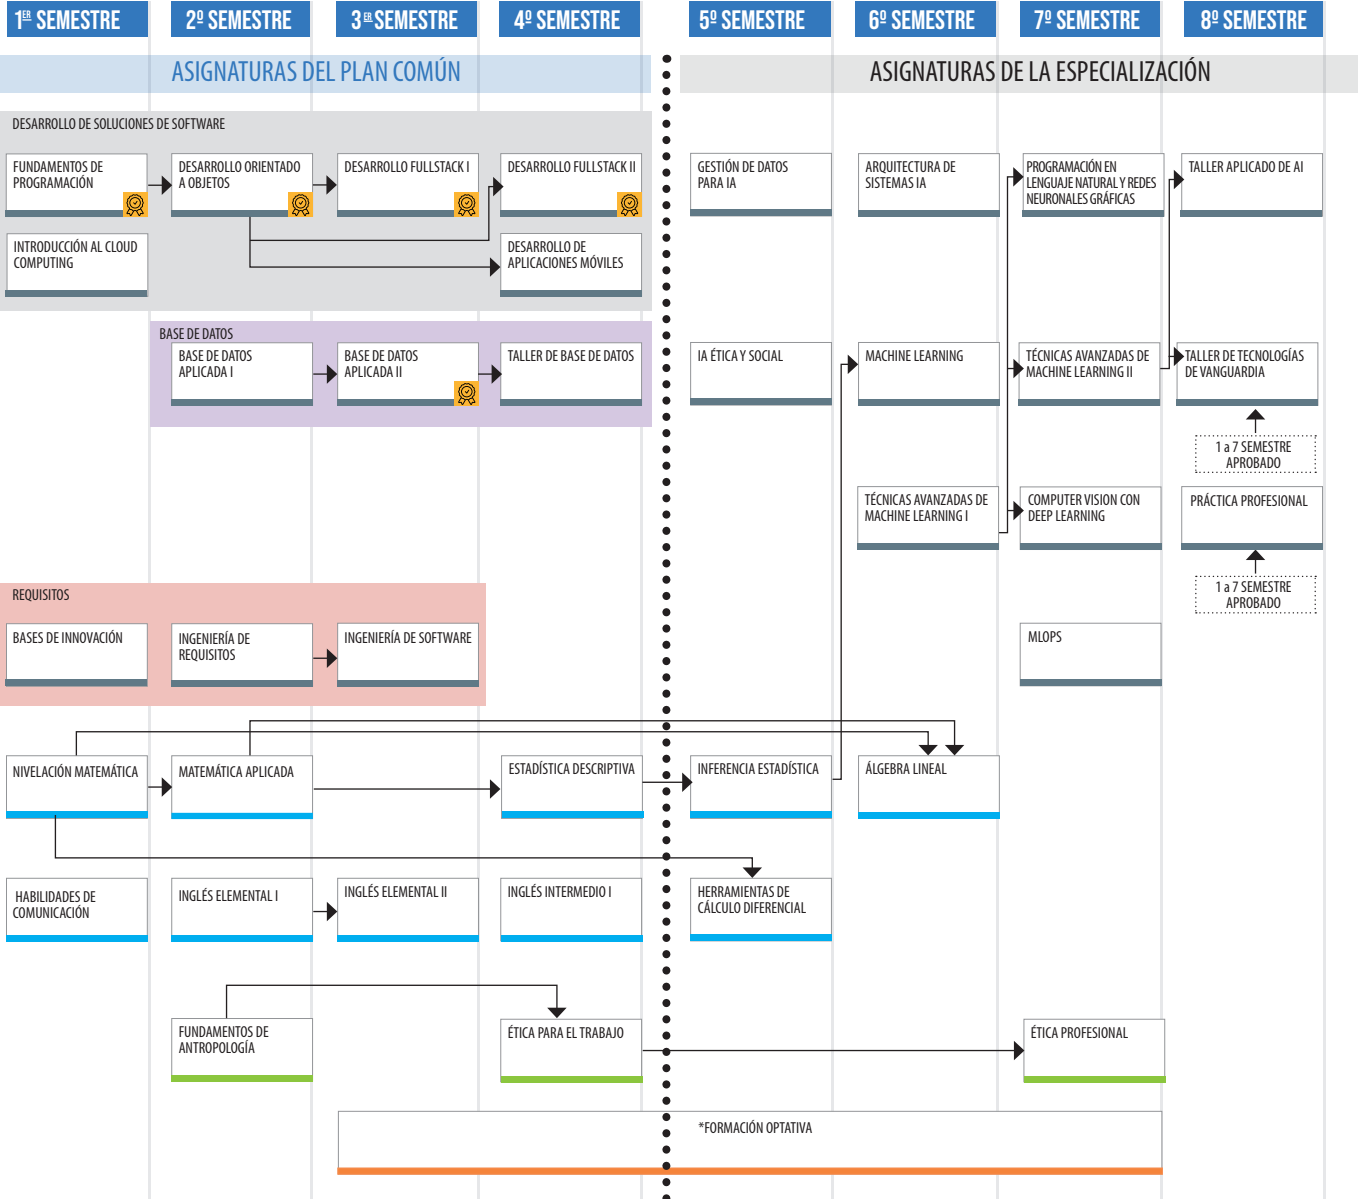 1ER SEMESTRE
2º SEMESTRE
3ER SEMESTRE
4º SEMESTRE
5º SEMESTRE
6º SEMESTRE
7º SEMESTRE
8º SEMESTRE
ASIGNATURAS DEL PLAN COMÚN
ASIGNATURAS DE LA ESPECIALIZACIÓN
DESARROLLO DE SOLUCIONES DE SOFTWARE
FUNDAMENTOS DE
PROGRAMACIÓN
DESARROLLO ORIENTADO
A OBJETOS
DESARROLLO FULLSTACK I
DESARROLLO FULLSTACK II
GESTIÓN DE DATOS
PARA IA
ARQUITECTURA DE
SISTEMAS IA
PROGRAMACIÓN EN
LENGUAJE NATURAL Y REDES
NEURONALES GRÁFICAS
TALLER APLICADO DE AI
INTRODUCCIÓN AL CLOUD
COMPUTING
DESARROLLO DE
APLICACIONES MÓVILES
BASE DE DATOS
BASE DE DATOS
APLICADA I
BASE DE DATOS
APLICADA II
TALLER DE BASE DE DATOS
IA ÉTICA Y SOCIAL
MACHINE LEARNING
TÉCNICAS AVANZADAS DE
MACHINE LEARNING II
TALLER DE TECNOLOGÍAS
DE VANGUARDIA
1 a 7 SEMESTRE
APROBADO
TÉCNICAS AVANZADAS DE
MACHINE LEARNING I
COMPUTER VISION CON
DEEP LEARNING
PRÁCTICA PROFESIONAL
1 a 7 SEMESTRE
APROBADO
REQUISITOS
BASES DE INNOVACIÓN
INGENIERÍA DE
REQUISITOS
INGENIERÍA DE SOFTWARE
MLOPS
NIVELACIÓN MATEMÁTICA
MATEMÁTICA APLICADA
ESTADÍSTICA DESCRIPTIVA
INFERENCIA ESTADÍSTICA
ÁLGEBRA LINEAL
HABILIDADES DE
COMUNICACIÓN
INGLÉS ELEMENTAL I
INGLÉS ELEMENTAL II
INGLÉS INTERMEDIO I
HERRAMIENTAS DE
CÁLCULO DIFERENCIAL
FUNDAMENTOS DE
ANTROPOLOGÍA
ÉTICA PARA EL TRABAJO
ÉTICA PROFESIONAL
*FORMACIÓN OPTATIVA